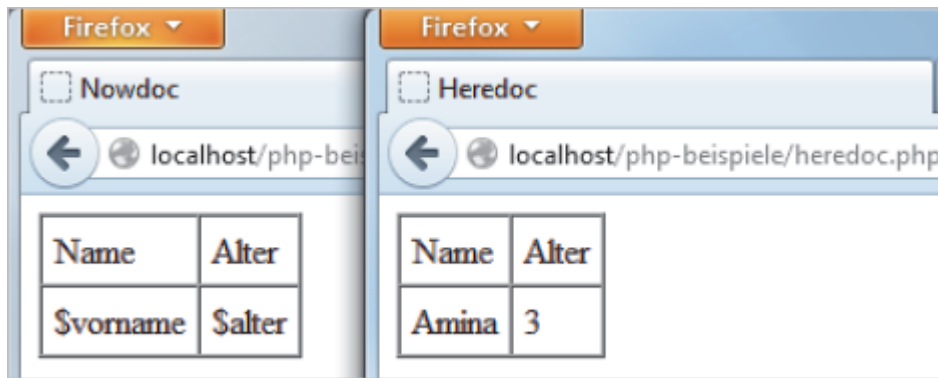 Firefox
Nowdoc
localhost/php-beis
Name Alter
$vorname $alter
Firefox
Heredoc
localhost/php-beispiele/heredoc.php
Name Alter
Amina 3